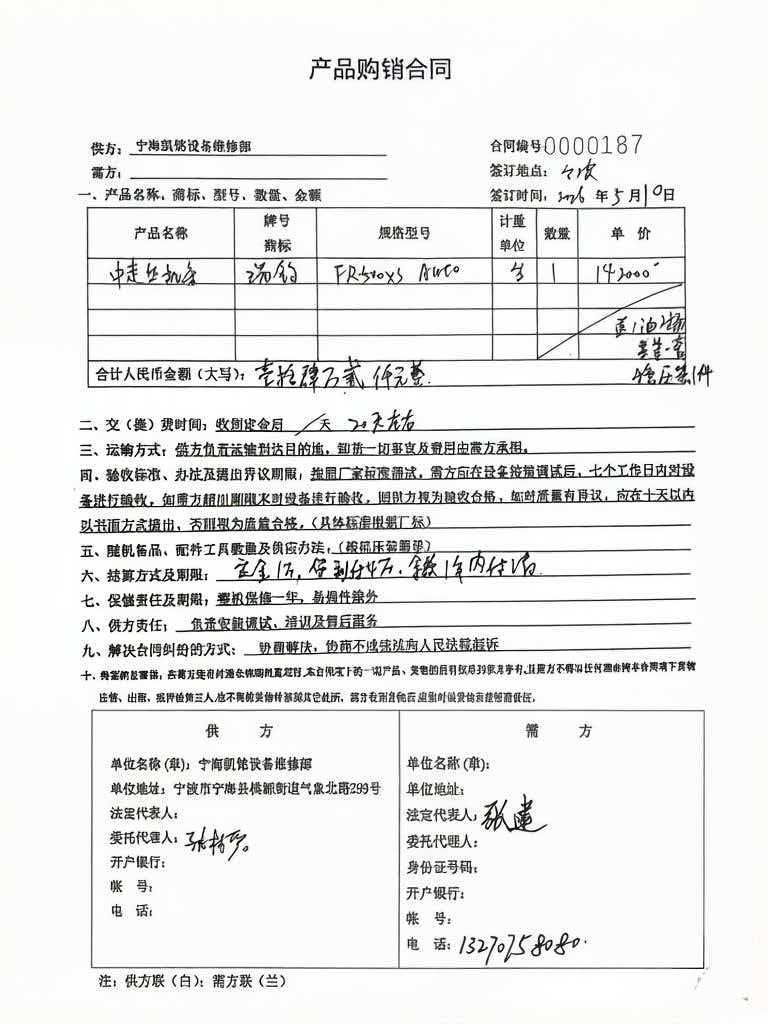 产品购销合同
供方：宁海凯铭设备维修部
合同编号0000187
需方：
签订地点：宁波
一、产品名称、商标、型号、数量、金额
签订时间：2026年5月10日
产品名称 牌号商标 规格型号 计量单位 数量 单价
中走丝机床 瑞钧 FR500XS AUTO 台 1 142000
合计人民币金额（大写）：壹拾肆万贰仟元整
二、交（提）货时间：收到定金后 / 天 20天左右
三、运输方式：供方负责运输到达目的地，卸货一切事宜及费用由需方承担。
四、验收标准、办法及提出异议期限：按照厂家标准调试，需方应在设备按装调试后，七个工作日内对设
备进行验收，如需方超出期限未对设备进行验收，则供方视为验收合格，如对质量有异议，应在十天以内
以书面方式提出，否则视为质量合格，（具体标准根据厂标）
五、随机备品、配件工具数量及供应办法：
六、结算方式及期限：定金1万，货到付4万，余款1年内付清.
七、保修责任及期限：整机保修一年，易损件除外
八、供方责任：负责安装调试、培训及售后服务
九、解决合同纠纷的方式：协商解决，协商不成依法向人民法院起诉
供 方
需 方
单位名称（章）：宁海凯铭设备维修部
单位地址：宁波市宁海县桃源街道气象北路299号
法定代表人：
委托代理人：
开户银行：
帐 号：
电 话：
单位名称（章）：
单位地址：
法定代表人：张建
委托代理人：
身份证号码：
开户银行：
帐 号：
电 话：13270758080.
注：供方联（白）；需方联（兰）